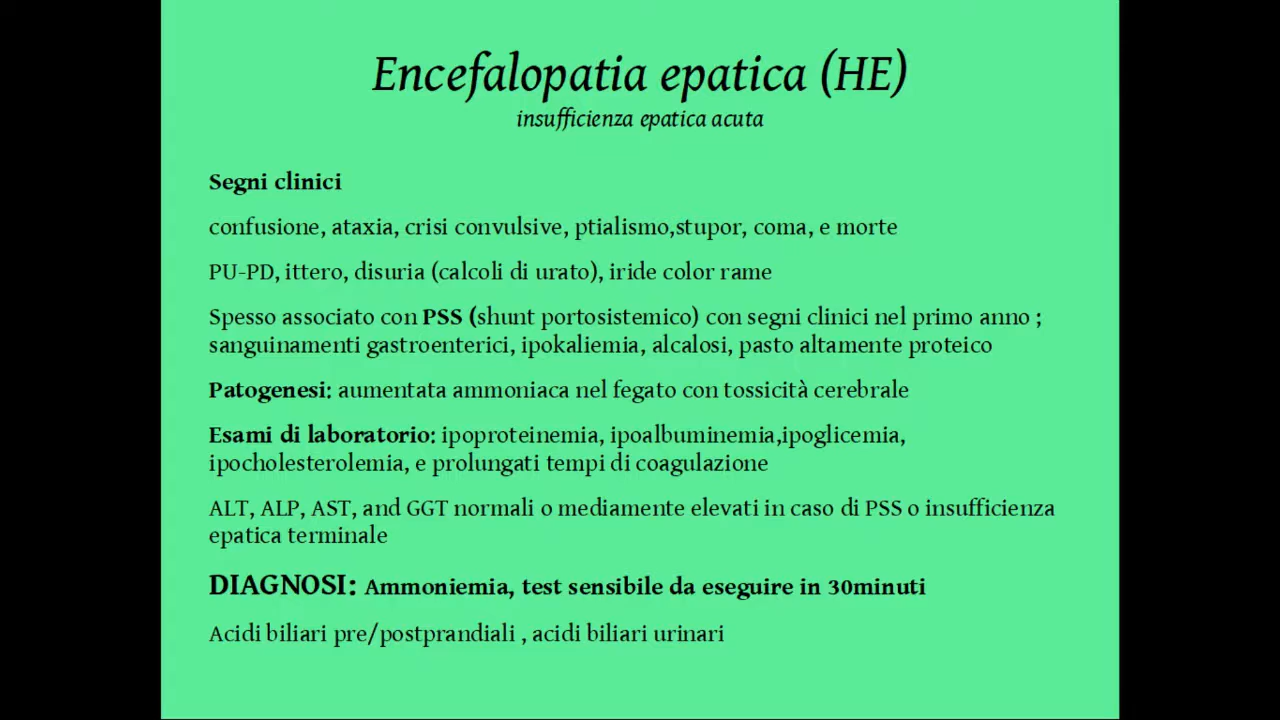 Encefalopatia epatica (HE)
insufficienza epatica acuta
Segni clinici
confusione, ataxia, crisi convulsive, ptialismo,stupor, coma, e morte
PU-PD, ittero, disuria (calcoli di urato), iride color rame
Spesso associato con PSS (shunt portosistemico) con segni clinici nel primo anno ;
sanguinamenti gastroenterici, ipokaliemia, alcalosi, pasto altamente proteico
Patogenesi: aumentata ammoniaca nel fegato con tossicità cerebrale
Esami di laboratorio: ipoproteinemia, ipoalbuminemia,ipoglicemia,
ipocholesterolemia, e prolungati tempi di coagulazione
ALT, ALP, AST, and GGT normali o mediamente elevati in caso di PSS o insufficienza
epatica terminale
DIAGNOSI: Ammoniemia, test sensibile da eseguire in 30minuti
Acidi biliari pre/postprandiali , acidi biliari urinari